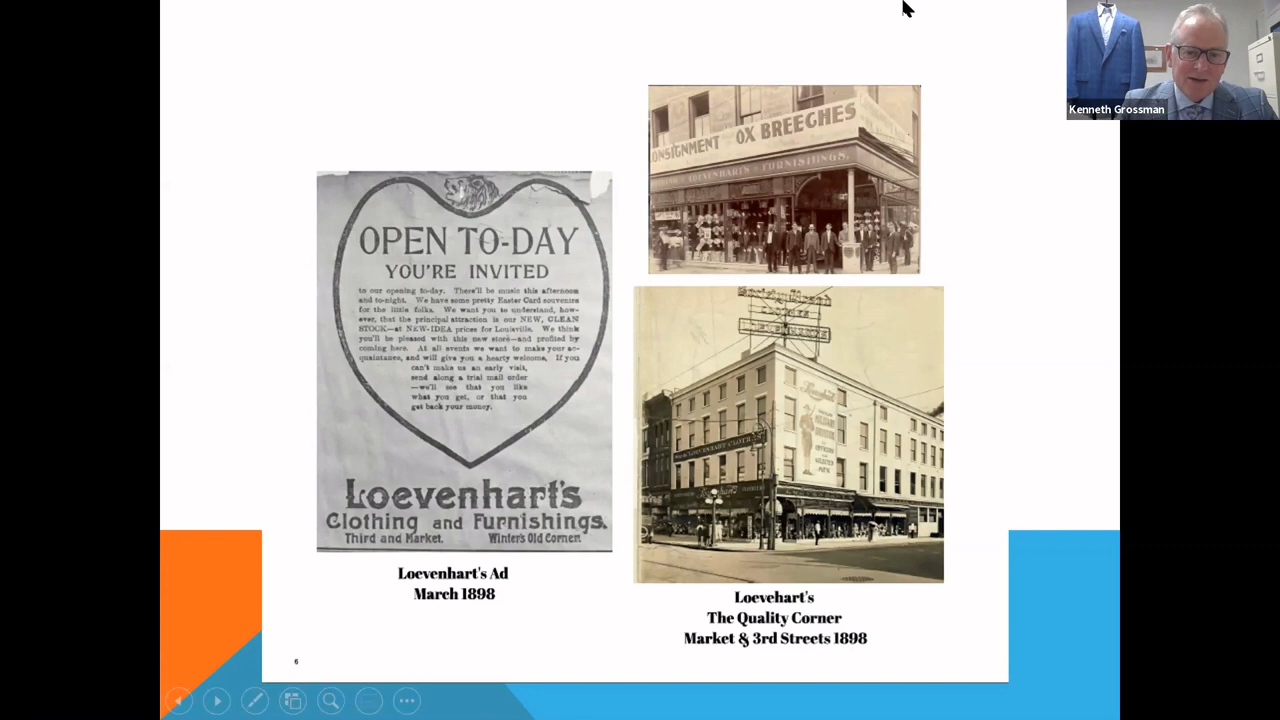 Kenneth Grossman
OPEN TO-DAY
YOU'RE INVITED
to our opening to-day. There'll be music this afternoon
and to-night. We have some pretty Easter Card souvenirs
for the little folks. We want you to understand, how-
ever, that the principal attraction is our NEW, CLEAN
STOCK—at NEW-IDEA prices for Louisville. We think
you'll be pleased with this new store—and profited by
coming here. At all events we want to make your ac-
quaintance, and will give you a hearty welcome. If you
can't make us an early visit,
send along a trial mail order
—we'll see that you like
what you get, or that you
get back your money.
Loevenhart's
Clothing and Furnishings.
Third and Market.
Winter's Old Corner.
Loevenhart's Ad
March 1898
ONSIGNMENT OX BREECHES
LOEVENHART'S FURNISHINGS.
LOEVENHART CLOTHES
Loevehart's
The Quality Corner
Market & 3rd Streets 1898
6